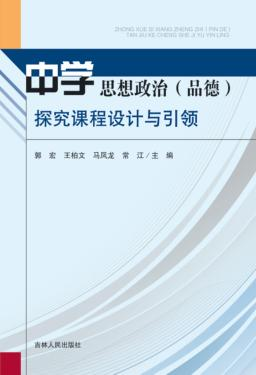 ZHONG XUE SI XIANG ZHENG ZHI ( PIN DE )
TAN JIU KE CHENG SHE JI YU YIN LING
中学 思想政治（品德）
探究课程设计与引领
郭 宏 王柏文 马凤龙 常 江／主 编
吉林人民出版社